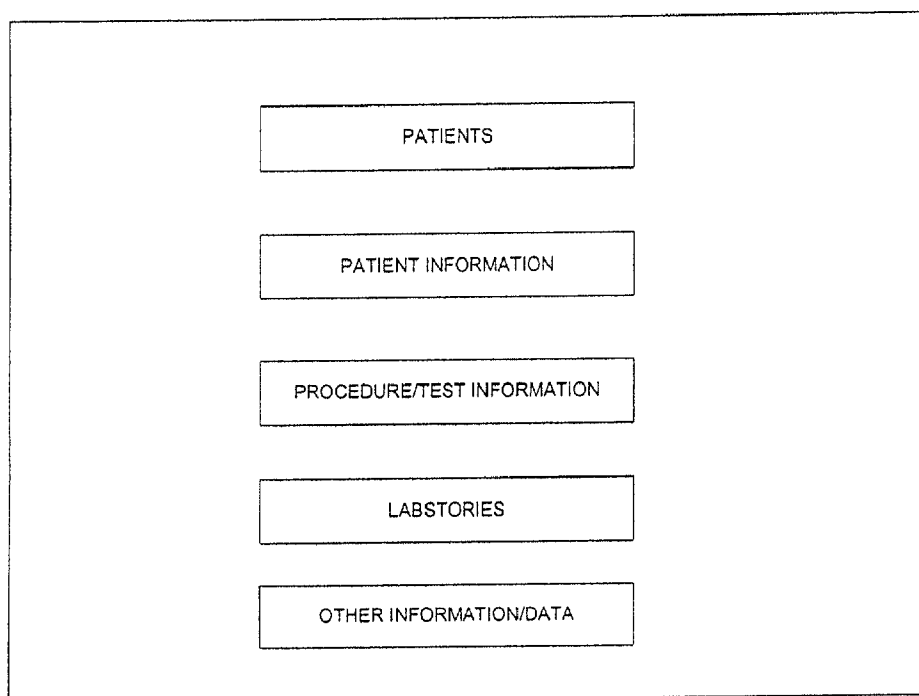 PATIENTS
PATIENT INFORMATION
PROCEDURE/TEST INFORMATION
LABSTORIES
OTHER INFORMATION/DATA